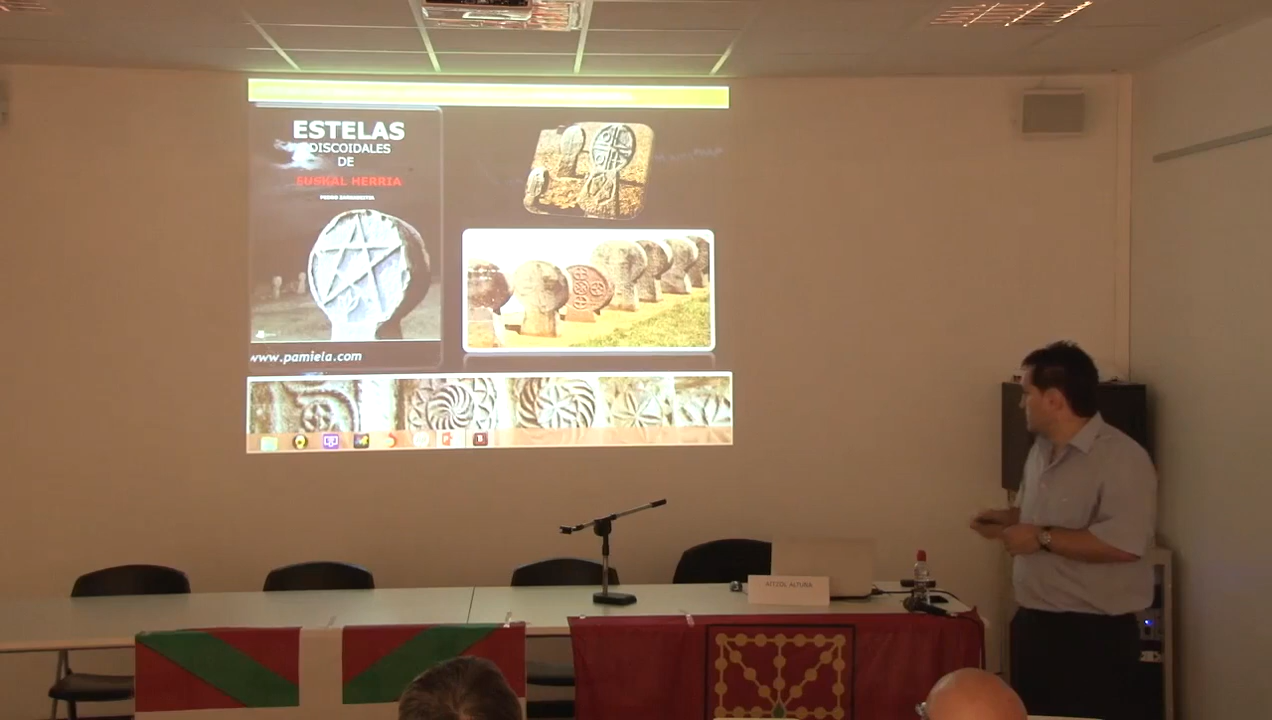 ESTELAS
DISCOIDALES
DE
EUSKAL HERRIA
www.pamiela.com
AITZOL ALTUNA